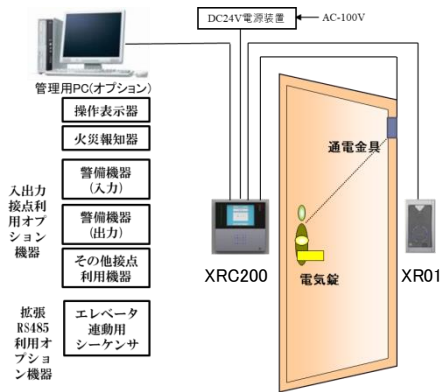 DC24V電源装置
AC-100V
管理用PC(オプション)
操作表示器
火災報知器
警備機器
(入力)
警備機器
(出力)
その他接点
利用機器
入出力
接点利
用オプ
ション
機器
エレベータ
連動用
シーケンサ
拡張
RS485
利用オ
プショ
ン機器
XRC200
通電金具
電気錠
XR01